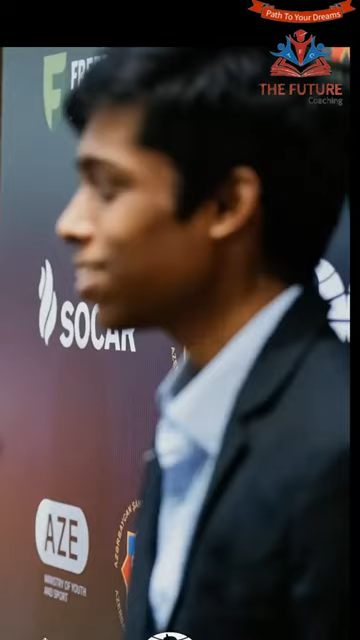 Path To Your Dreams
THE FUTURE
Coaching
SOCAR
AZE
MINISTRY OF YOUTH
AND SPORT